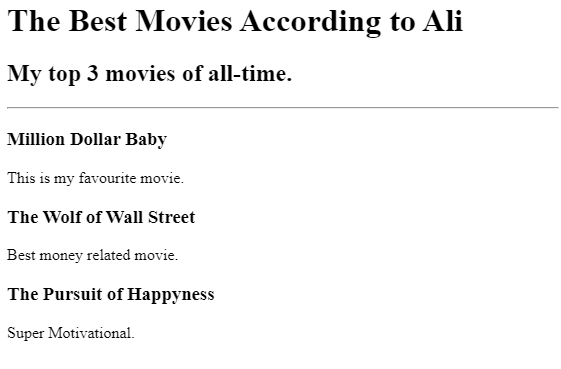 The Best Movies According to Ali
My top 3 movies of all-time.
Million Dollar Baby
This is my favourite movie.
The Wolf of Wall Street
Best money related movie.
The Pursuit of Happyness
Super Motivational.